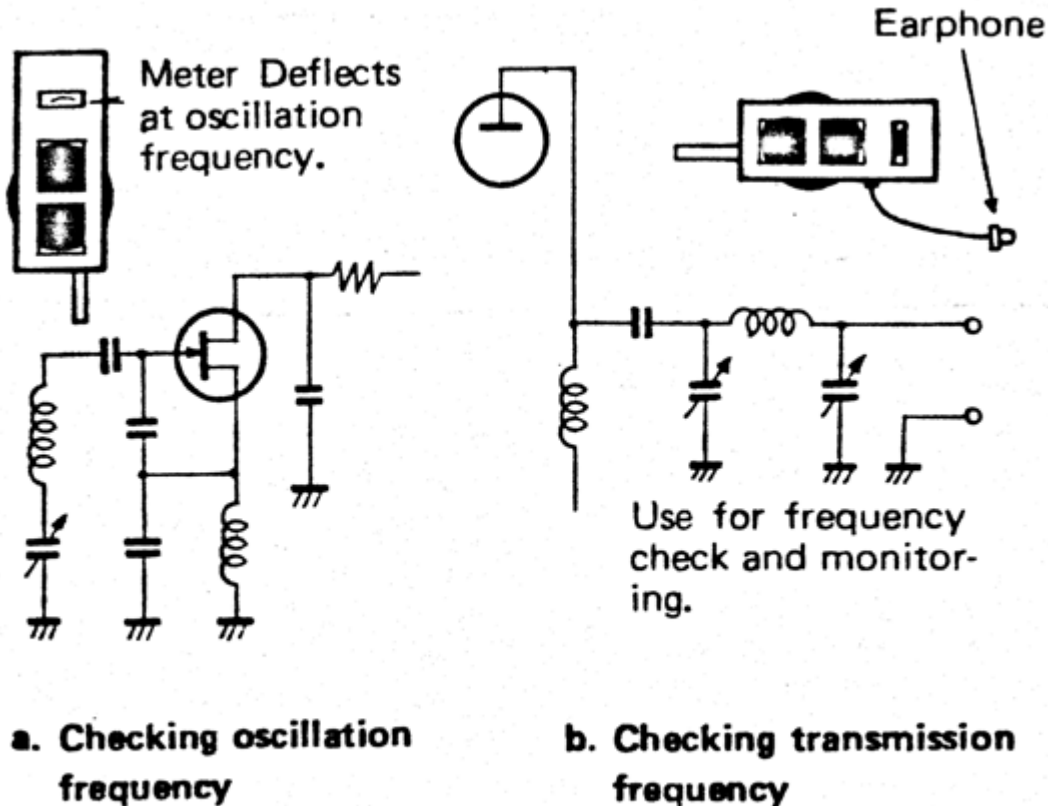 Earphone
Meter Deflects
at oscillation
frequency.
Use for frequency
check and monitor-
ing.
a. Checking oscillation
frequency
b. Checking transmission
frequency